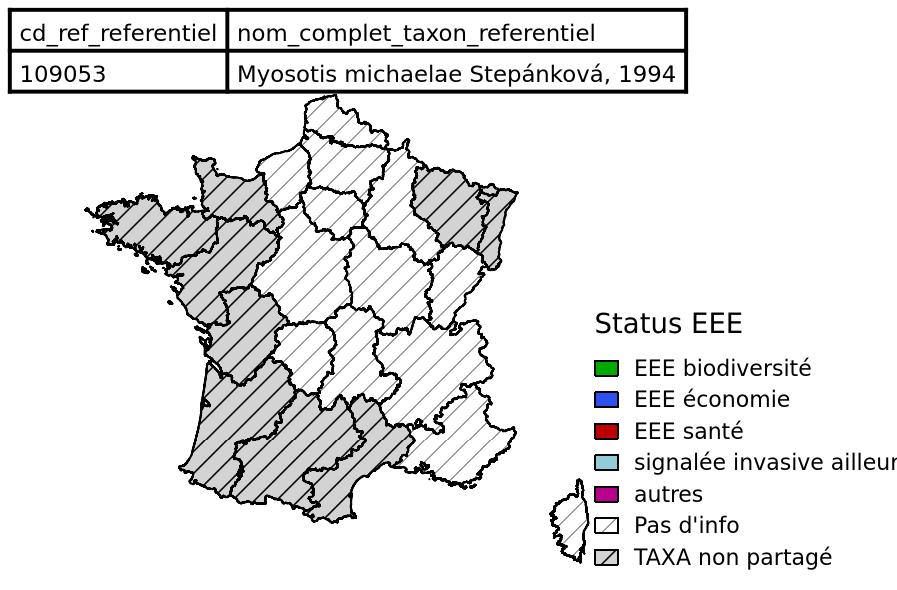 cd_ref_referentiel nom_complet_taxon_referentiel
109053 Myosotis michaelae Stepánková, 1994
Status EEE
EEE biodiversité
EEE économie
EEE santé
signalée invasive ailleur
autres
Pas d'info
TAXA non partagé